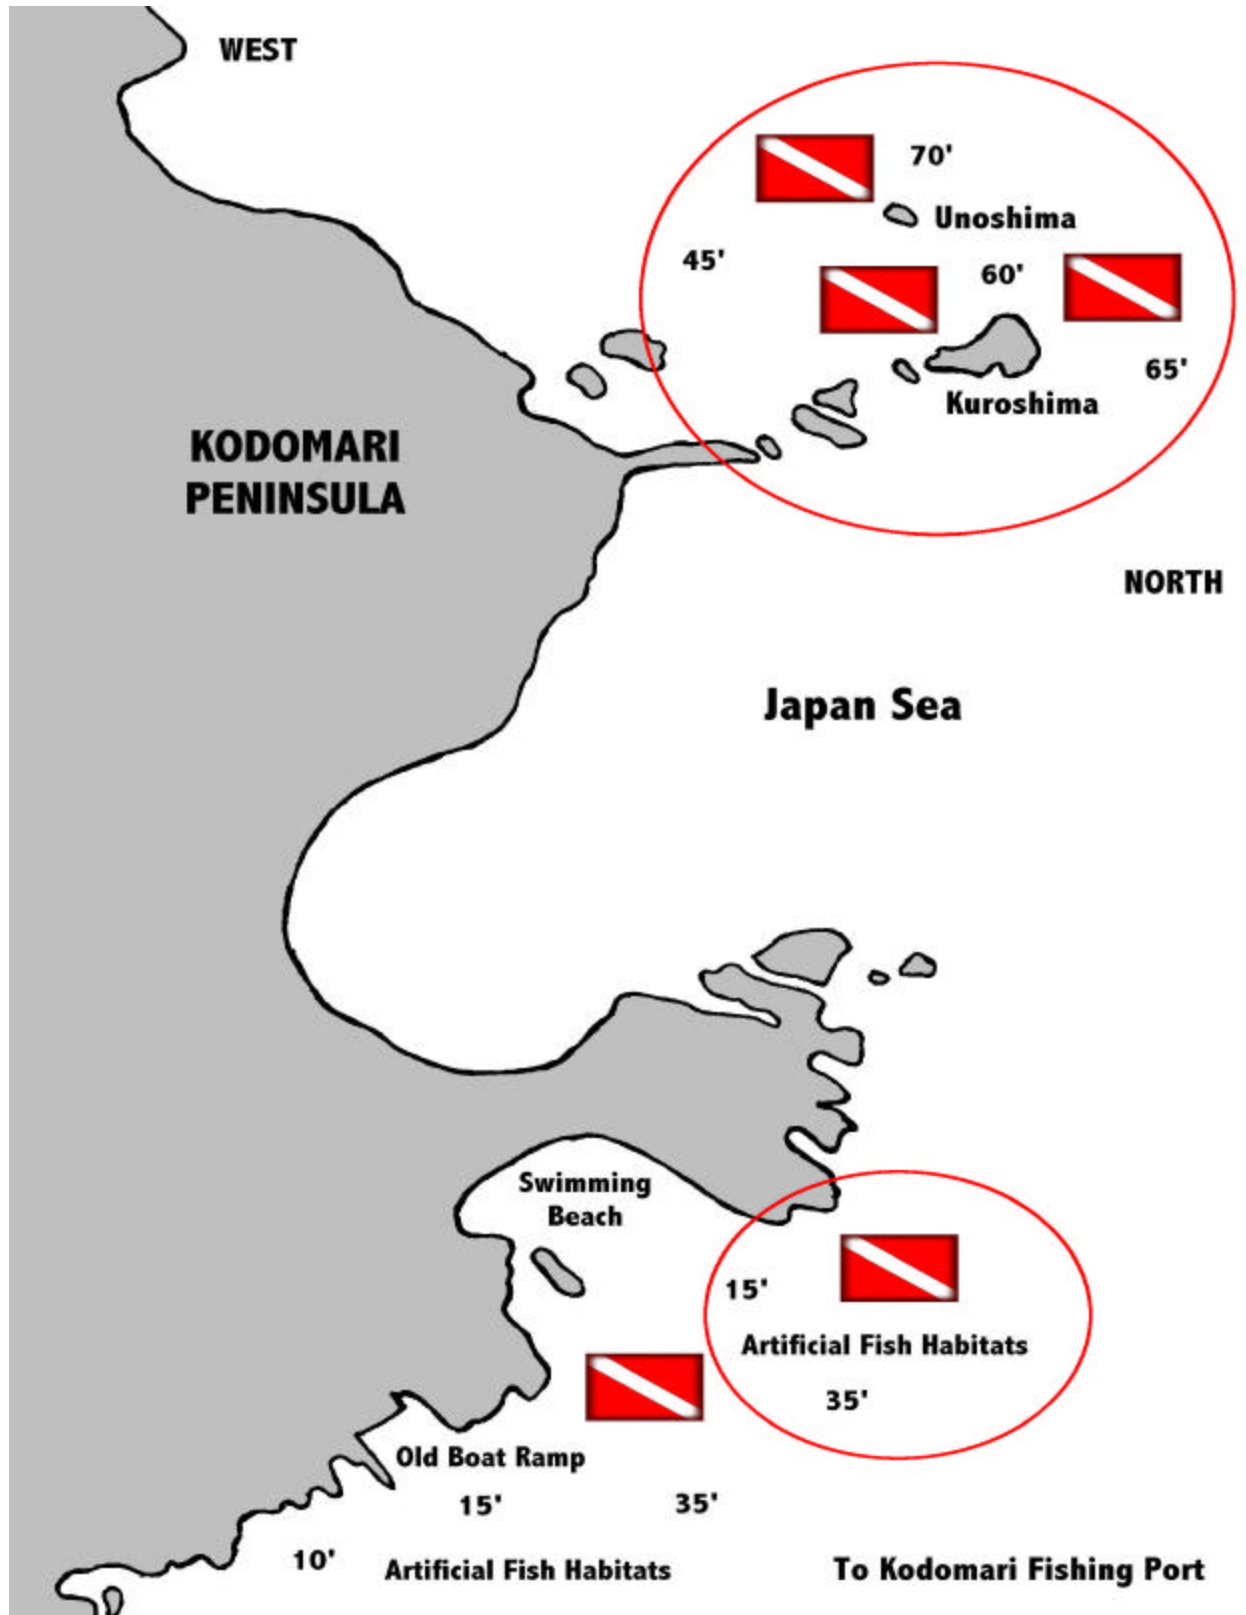 WEST
70'
Unoshima
45'
60'
65'
Kuroshima
KODOMARI
PENINSULA
NORTH
Japan Sea
Swimming
Beach
15'
Artificial Fish Habitats
35'
Old Boat Ramp
15'
35'
10'
Artificial Fish Habitats
To Kodomari Fishing Port